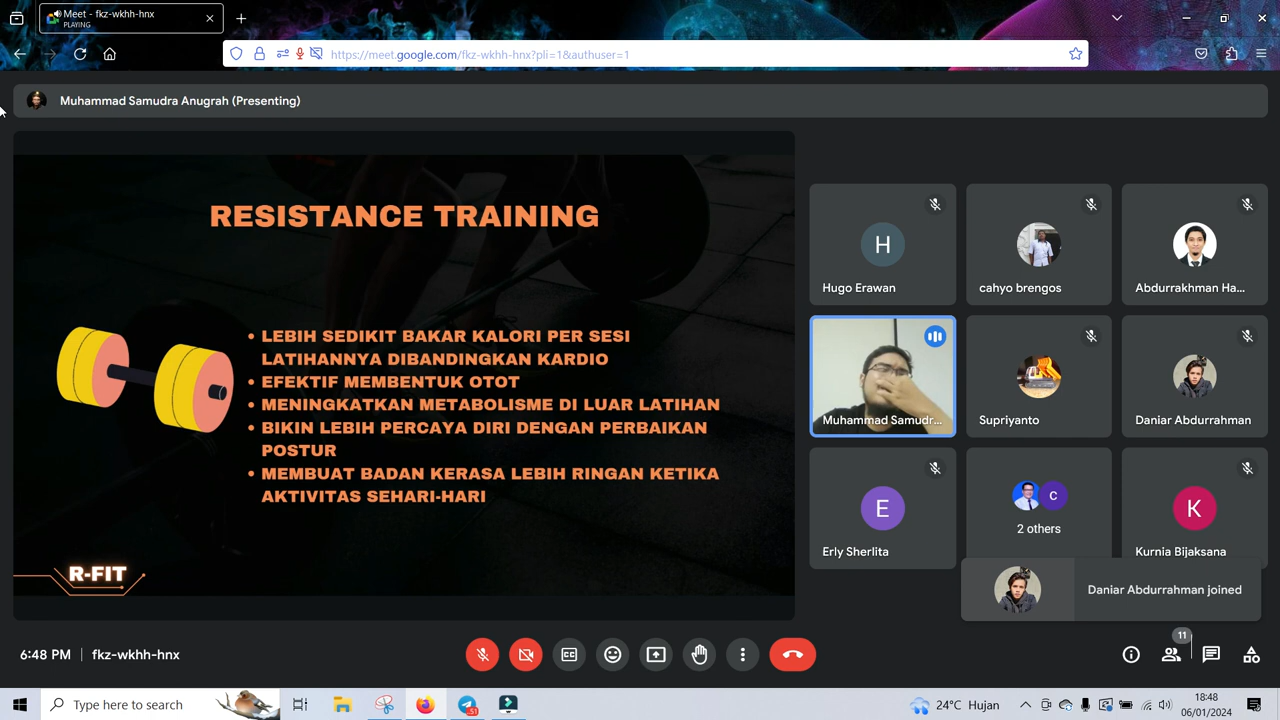 Meet - fkz-wkhh-hnx
PLAYING
https://meet.google.com/fkz-wkhh-hnx?pli=1&authuser=1
Muhammad Samudra Anugrah (Presenting)
RESISTANCE TRAINING
• LEBIH SEDIKIT BAKAR KALORI PER SESI
LATIHANNYA DIBANDINGKAN KARDIO
• EFEKTIF MEMBENTUK OTOT
• MENINGKATKAN METABOLISME DI LUAR LATIHAN
• BIKIN LEBIH PERCAYA DIRI DENGAN PERBAIKAN
POSTUR
• MEMBUAT BADAN KERASA LEBIH RINGAN KETIKA
AKTIVITAS SEHARI-HARI
R-FIT
H
Hugo Erawan
cahyo brengos
Abdurrakhman Ha...
Muhammad Samudr...
Supriyanto
Daniar Abdurrahman
E
Erly Sherlita
c
2 others
K
Kurnia Bijaksana
Daniar Abdurrahman joined
6:48 PM | fkz-wkhh-hnx
11
Type here to search
51
24°C Hujan
18:48
06/01/2024